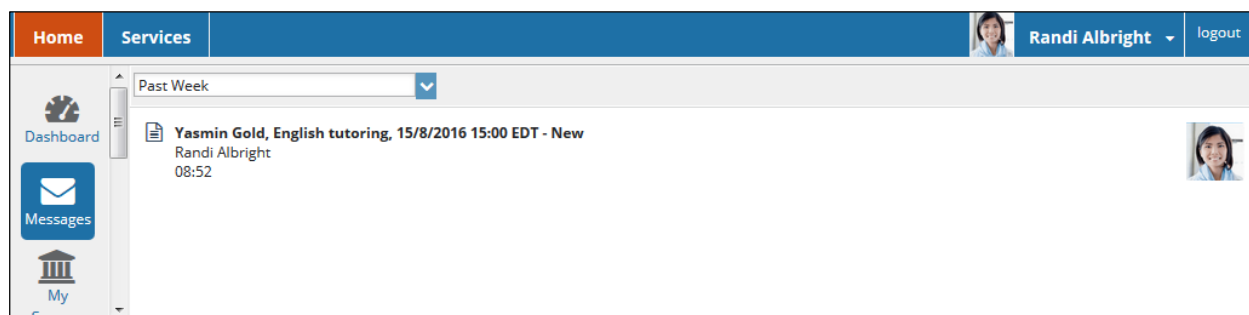 Home Services Randi Albright logout
Past Week
Dashboard
Yasmin Gold, English tutoring, 15/8/2016 15:00 EDT - New
Randi Albright
08:52
Messages
My